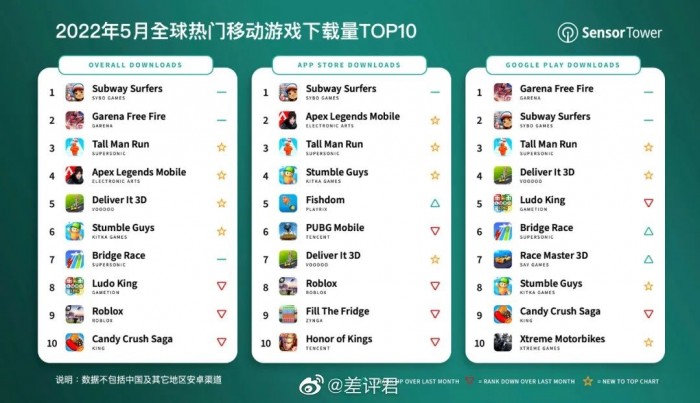 2022年5月全球热门移动游戏下载量TOP10
SensorTower
OVERALL DOWNLOADS
1 Subway Surfers
SYBO GAMES
2 Garena Free Fire
GARENA
3 Tall Man Run
SUPERSONIC
4 Apex Legends Mobile
ELECTRONIC ARTS
5 Deliver It 3D
VOODOO
6 Stumble Guys
KITKA GAMES
7 Bridge Race
SUPERSONIC
8 Ludo King
GAMETION
9 Roblox
ROBLOX
10 Candy Crush Saga
KING
APP STORE DOWNLOADS
1 Subway Surfers
SYBO GAMES
2 Apex Legends Mobile
ELECTRONIC ARTS
3 Tall Man Run
SUPERSONIC
4 Stumble Guys
KITKA GAMES
5 Fishdom
PLAYRIX
6 PUBG Mobile
TENCENT
7 Deliver It 3D
VOODOO
8 Roblox
ROBLOX
9 Fill The Fridge
ZYNGA
10 Honor of Kings
TENCENT
GOOGLE PLAY DOWNLOADS
1 Garena Free Fire
GARENA
2 Subway Surfers
SYBO GAMES
3 Tall Man Run
SUPERSONIC
4 Deliver It 3D
VOODOO
5 Ludo King
GAMETION
6 Bridge Race
SUPERSONIC
7 Race Master 3D
SAY GAMES
8 Stumble Guys
KITKA GAMES
9 Candy Crush Saga
KING
10 Xtreme Motorbikes
XTREME GAMES
说明：数据不包括中国及其它地区安卓渠道
@差评君
UP OVER LAST MONTH
= RANK DOWN OVER LAST MONTH
= NEW TO TOP CHART